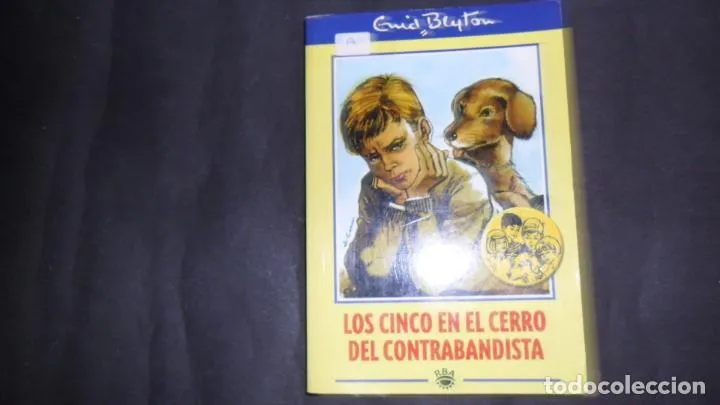 Enid Blyton
A
LOS CINCO EN EL CERRO
DEL CONTRABANDISTA
RBA
todocoleccion